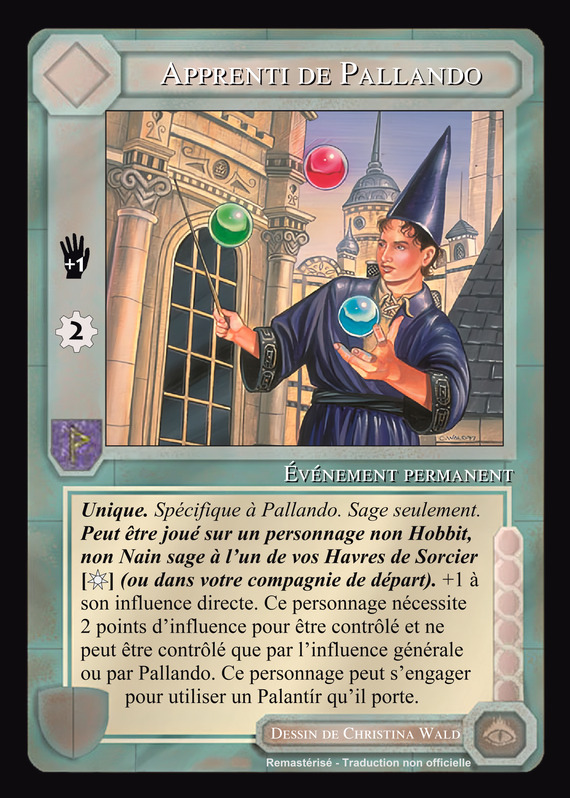 Apprenti de Pallando
+1
2
C.WALD97
Événement permanent
Unique. Spécifique à Pallando. Sage seulement.
Peut être joué sur un personnage non Hobbit,
non Nain sage à l'un de vos Havres de Sorcier
[] (ou dans votre compagnie de départ). +1 à
son influence directe. Ce personnage nécessite
2 points d'influence pour être contrôlé et ne
peut être contrôlé que par l'influence générale
ou par Pallando. Ce personnage peut s'engager
pour utiliser un Palantír qu'il porte.
Dessin de Christina Wald
Remastérisé - Traduction non officielle